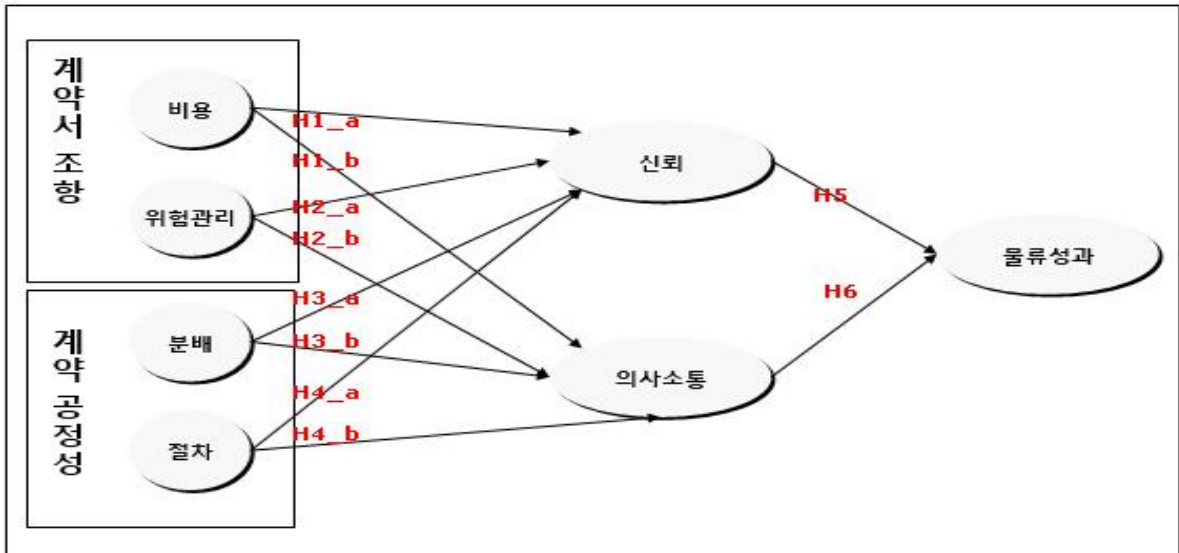 계약서 조항
비용
위험관리
계약 공정성
분배
절차
H1_a
H1_b
H2_a
H2_b
H3_a
H3_b
H4_a
H4_b
신뢰
의사소통
H5
H6
물류성과